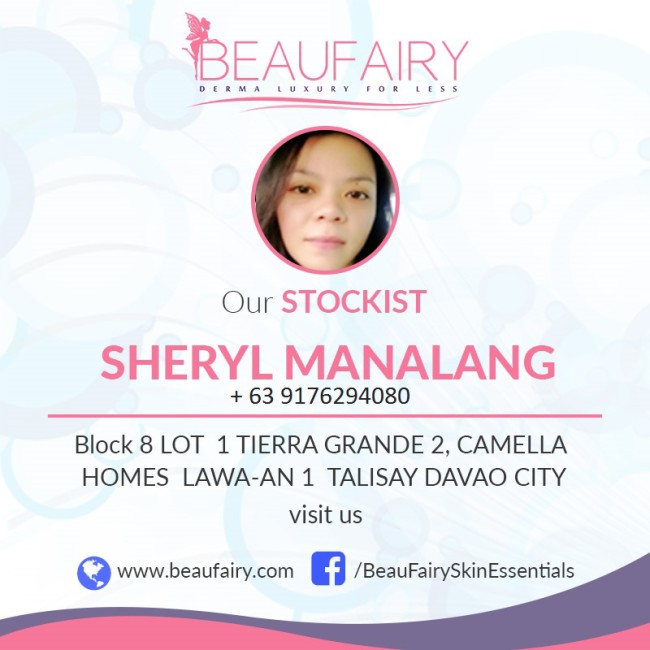 BEAUFAIRY
DERMA LUXURY FOR LESS
Our STOCKIST
SHERYL MANALANG
+ 63 9176294080
Block 8 LOT 1 TIERRA GRANDE 2, CAMELLA
HOMES LAWA-AN 1 TALISAY DAVAO CITY
visit us
www.beaufairy.com
/BeauFairySkinEssentials